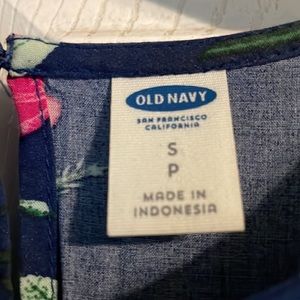 OLD NAVY
SAN FRANCISCO
CALIFORNIA
S
P
MADE IN
INDONESIA